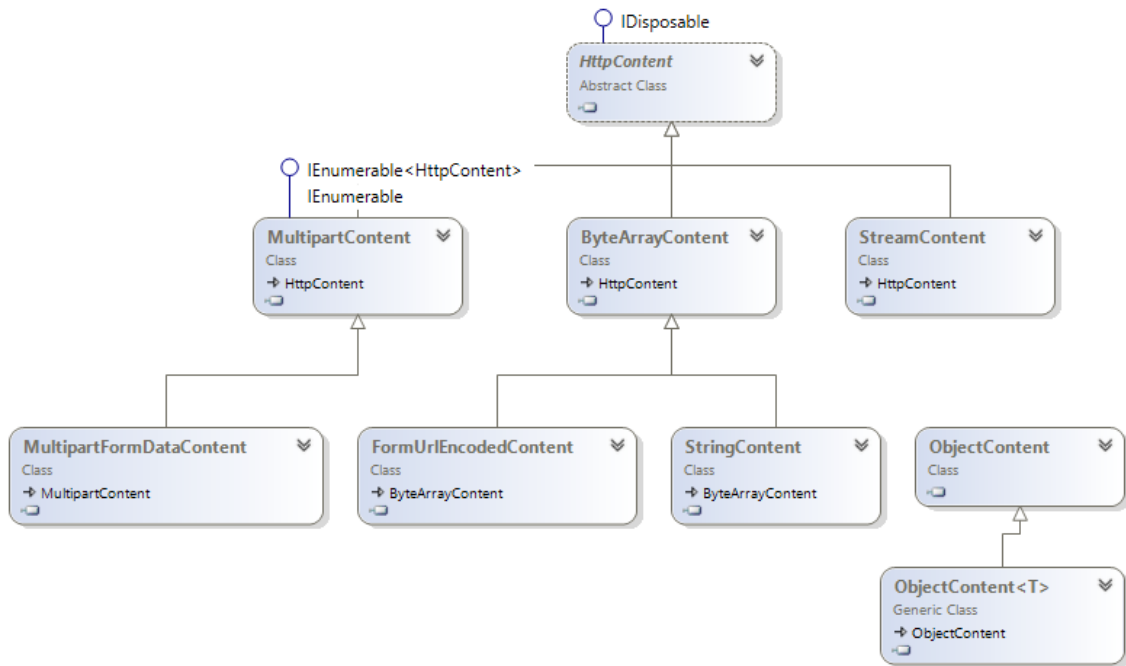 IDisposable
HttpContent
Abstract Class
IEnumerable<HttpContent>
IEnumerable
MultipartContent
Class
HttpContent
ByteArrayContent
Class
HttpContent
StreamContent
Class
HttpContent
MultipartFormDataContent
Class
MultipartContent
FormUrlEncodedContent
Class
ByteArrayContent
StringContent
Class
ByteArrayContent
ObjectContent
Class
ObjectContent<T>
Generic Class
ObjectContent